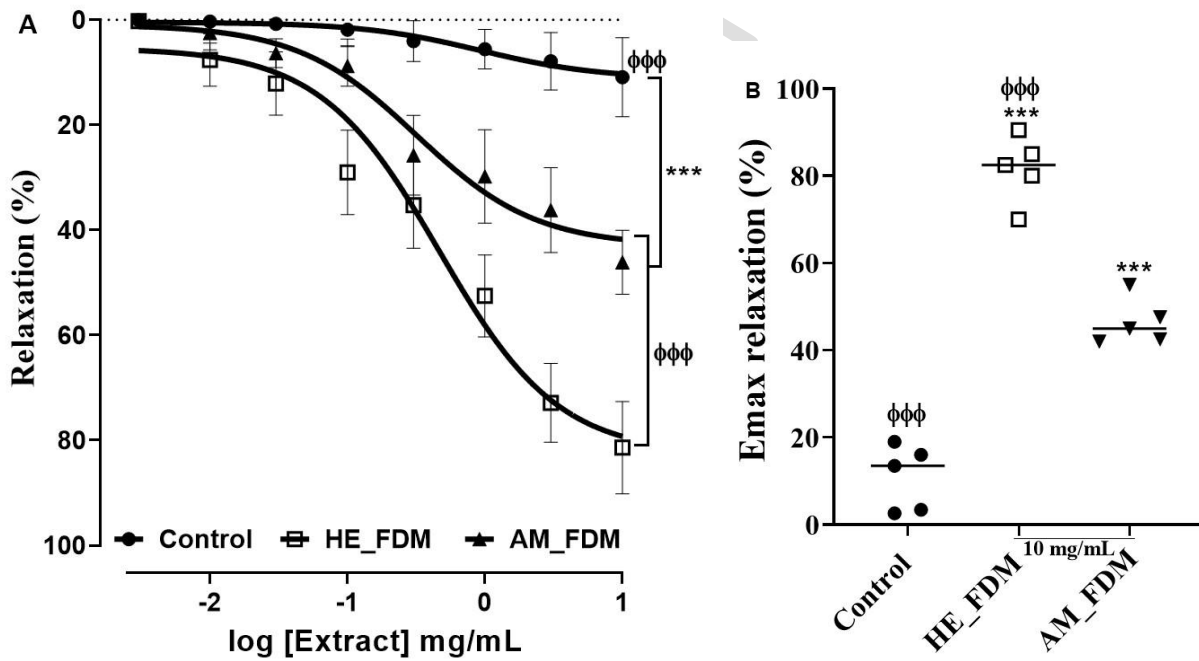 A
0
20
40
60
80
100
Relaxation (%)
ϕϕϕ
***
ϕϕϕ
Control HE_FDM AM_FDM
-2 -1 0 1
log [Extract] mg/mL
B
100
80
60
40
20
0
Emax relaxation (%)
ϕϕϕ
***
***
ϕϕϕ
10 mg/mL
Control
HE_FDM
AM_FDM